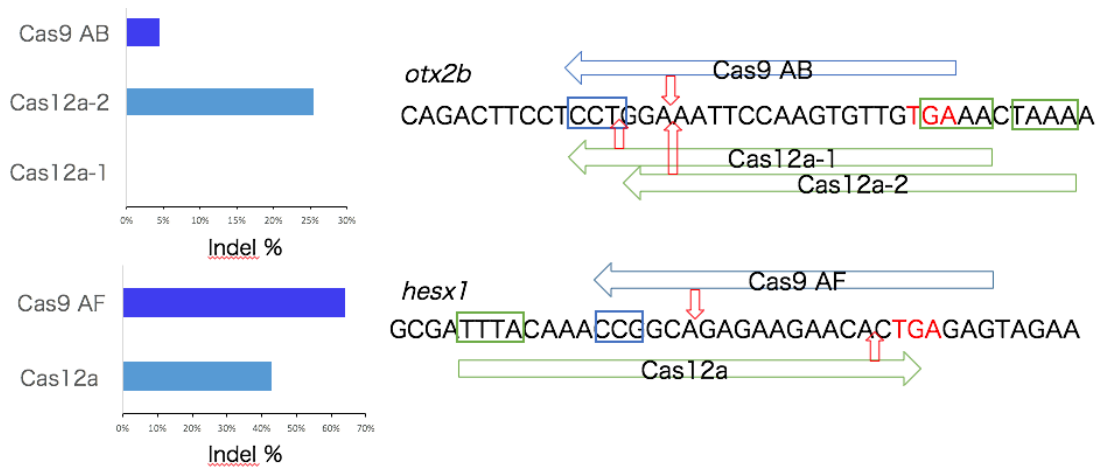 Cas9 AB
Cas12a-2
Cas12a-1
0% 5% 10% 15% 20% 25% 30%
Indel %
otx2b
Cas9 AB
CAGACTTCCTCCTGGAAATTCCAAGTGTTGTGAAACTAAAA
Cas12a-1
Cas12a-2
Cas9 AF
Cas12a
0% 10% 20% 30% 40% 50% 60% 70%
Indel %
hesx1
Cas9 AF
GCGATTTACAAACCGGCAGAGAAGAACACTGAGAGTAGAA
Cas12a